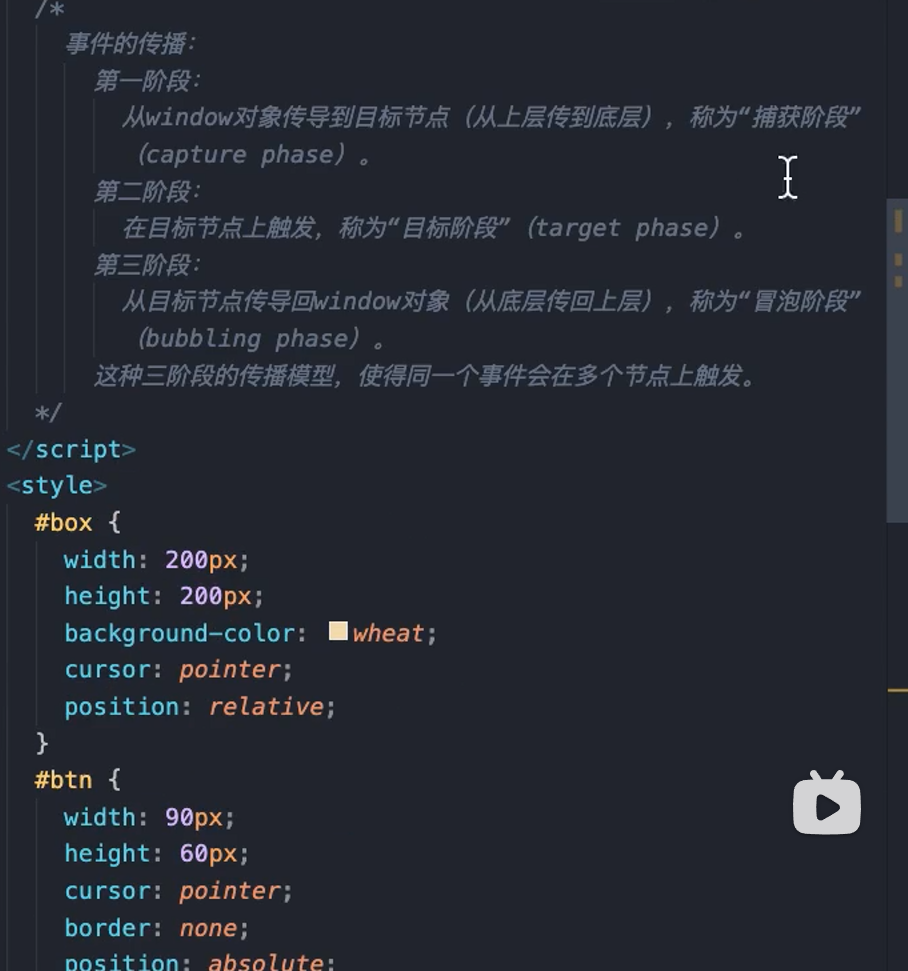 /*
事件的传播：
第一阶段：
从window对象传导到目标节点（从上层传到底层），称为“捕获阶段”
（capture phase）。
第二阶段：
在目标节点上触发，称为“目标阶段”（target phase）。
第三阶段：
从目标节点传导回window对象（从底层传回上层），称为“冒泡阶段”
（bubbling phase）。
这种三阶段的传播模型，使得同一个事件会在多个节点上触发。
*/
</script>
<style>
#box {
width: 200px;
height: 200px;
background-color: wheat;
cursor: pointer;
position: relative;
}
#btn {
width: 90px;
height: 60px;
cursor: pointer;
border: none;
position: absolute;